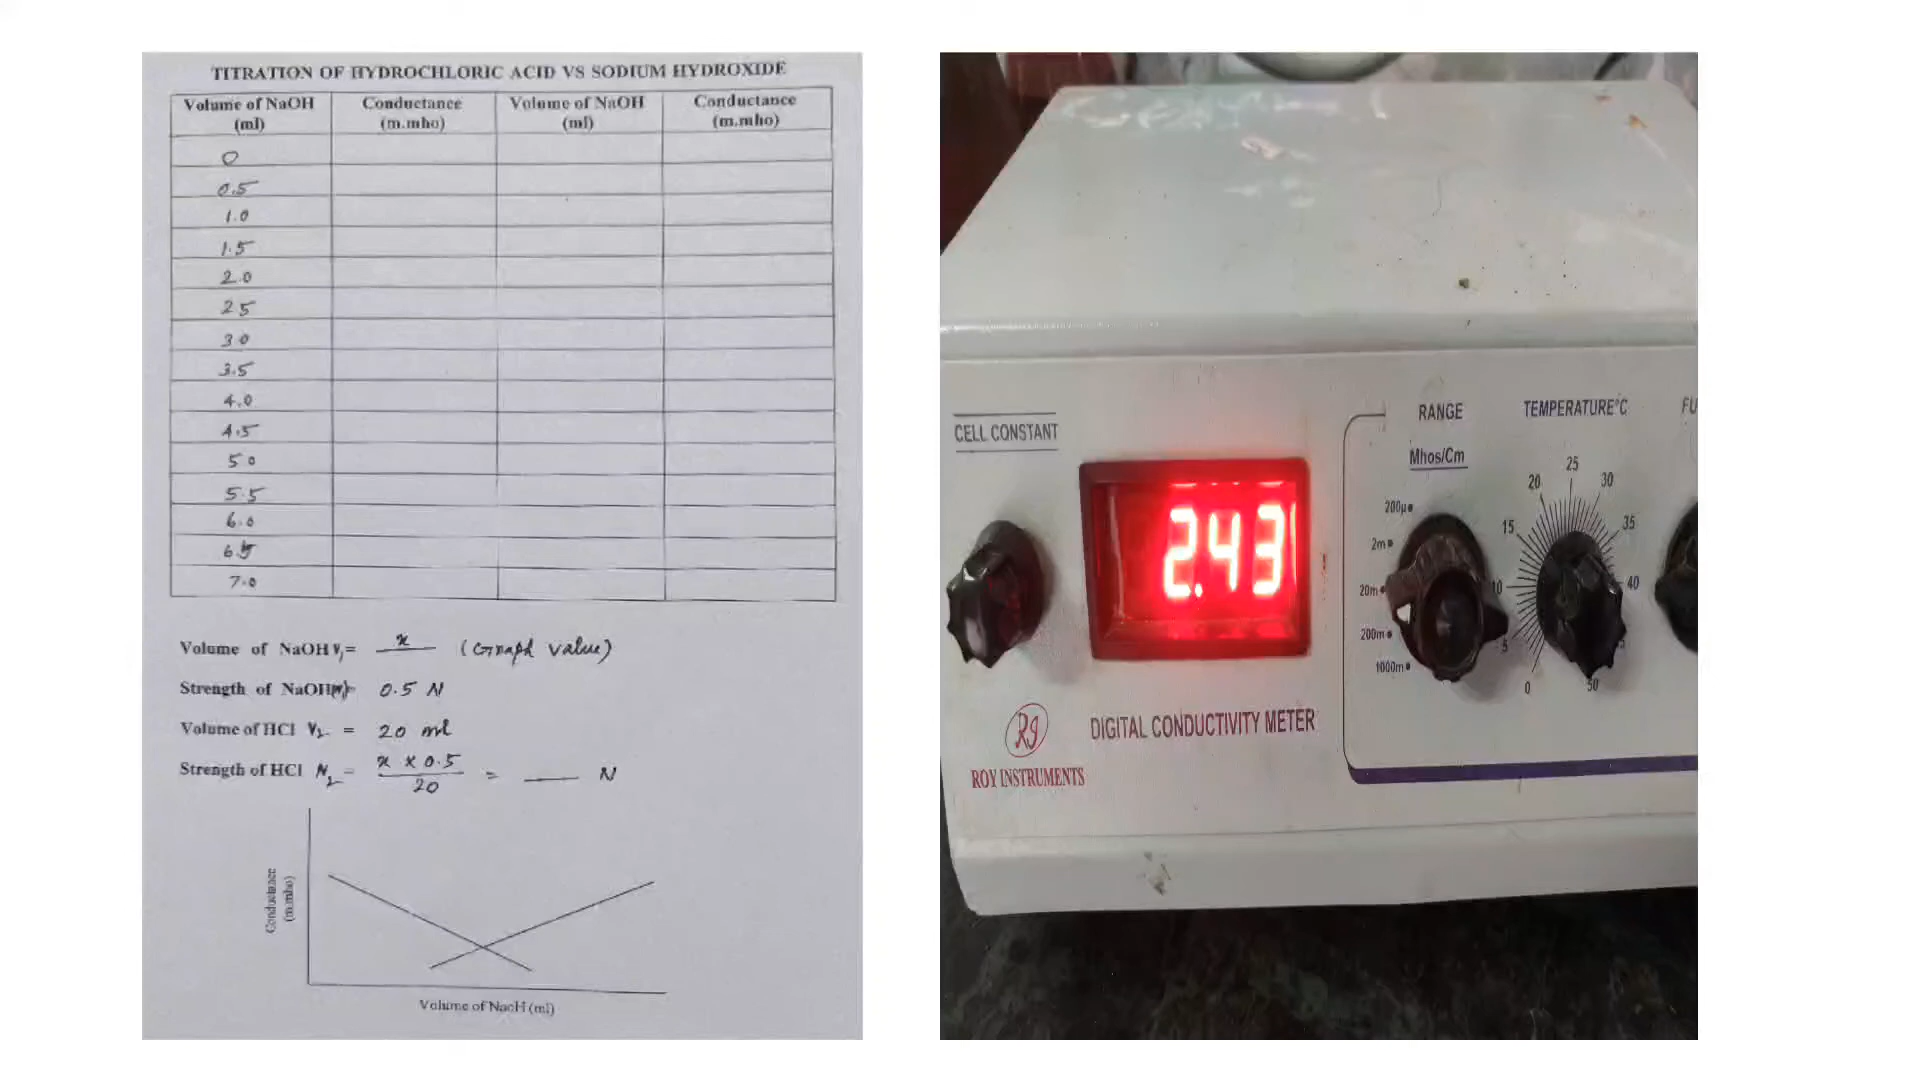 TITRATION OF HYDROCHLORIC ACID VS SODIUM HYDROXIDE
Volume of NaOH (ml) Conductance (m.mho) Volume of NaOH (ml) Conductance (m.mho)
0
0.5
1.0
1.5
2.0
2.5
3.0
3.5
4.0
4.5
5.0
5.5
6.0
6.5
7.0
Volume of NaOH V₁ = x (Graph value)
Strength of NaOH = 0.5 N
Volume of HCl V₂ = 20 ml
Strength of HCl N₂ = x × 0.5 / 20 = ___ N
Conductance (m.mho)
Volume of NaoH (ml)
CELL CONSTANT
2.43
RANGE
Mhos/Cm
200µ
2m
20m
200m
1000m
TEMPERATURE°C
0
5
10
15
20
25
30
35
40
50
FU
RI
ROY INSTRUMENTS
DIGITAL CONDUCTIVITY METER